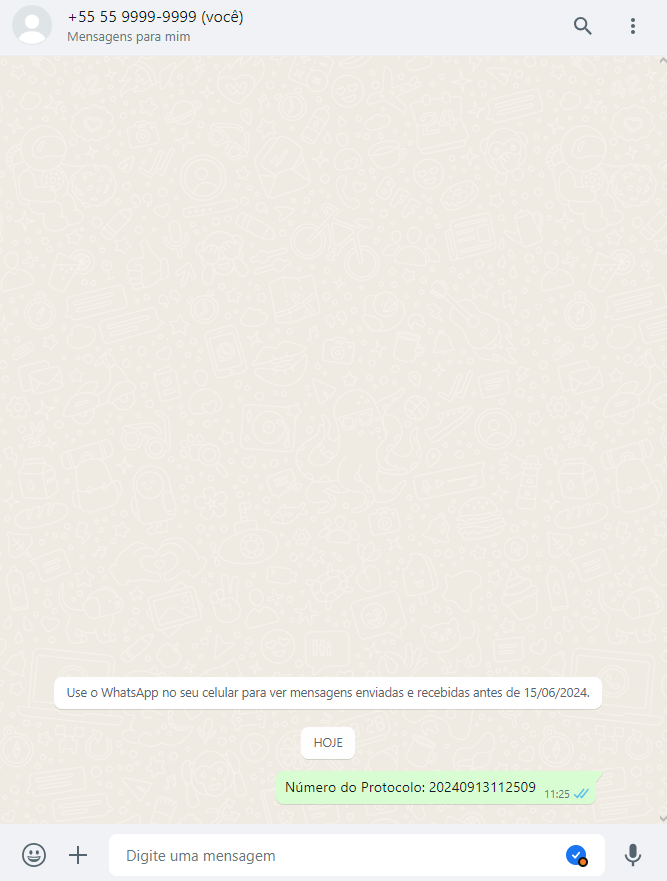 +55 55 9999-9999 (você)
Mensagens para mim
Use o WhatsApp no seu celular para ver mensagens enviadas e recebidas antes de 15/06/2024.
HOJE
Número do Protocolo: 20240913112509 11:25
Digite uma mensagem